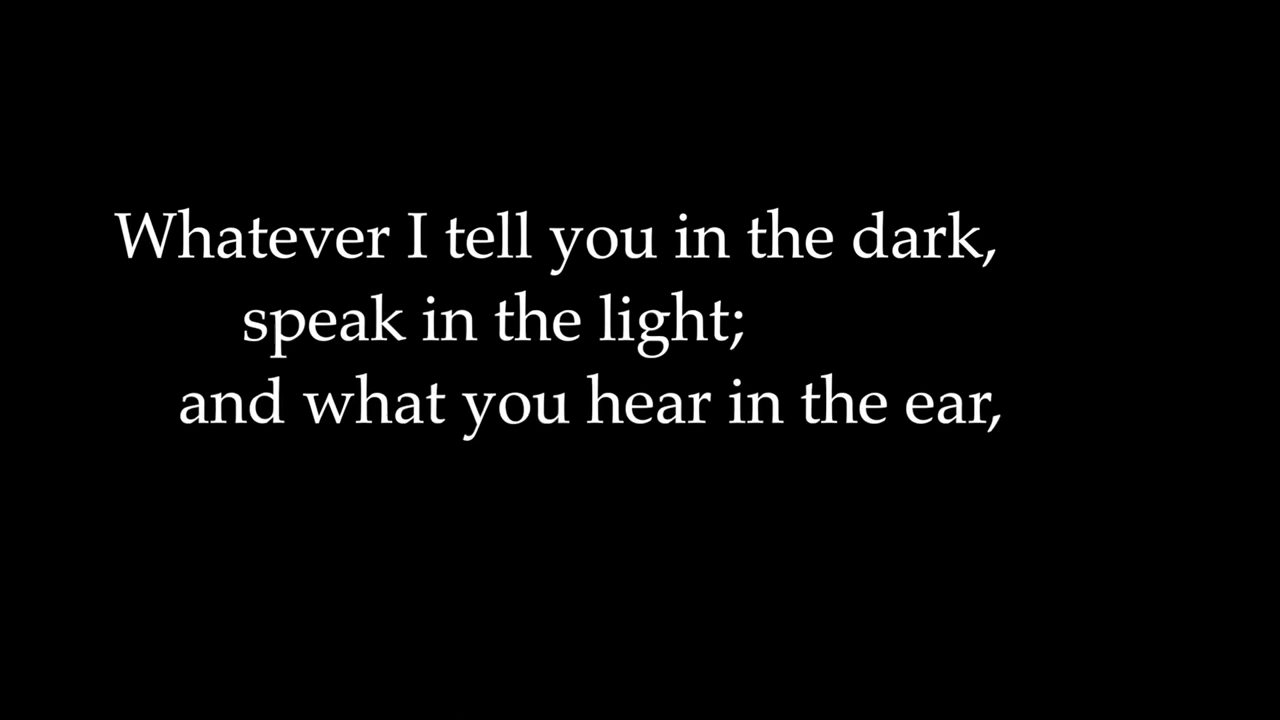 Whatever I tell you in the dark,
speak in the light;
and what you hear in the ear,